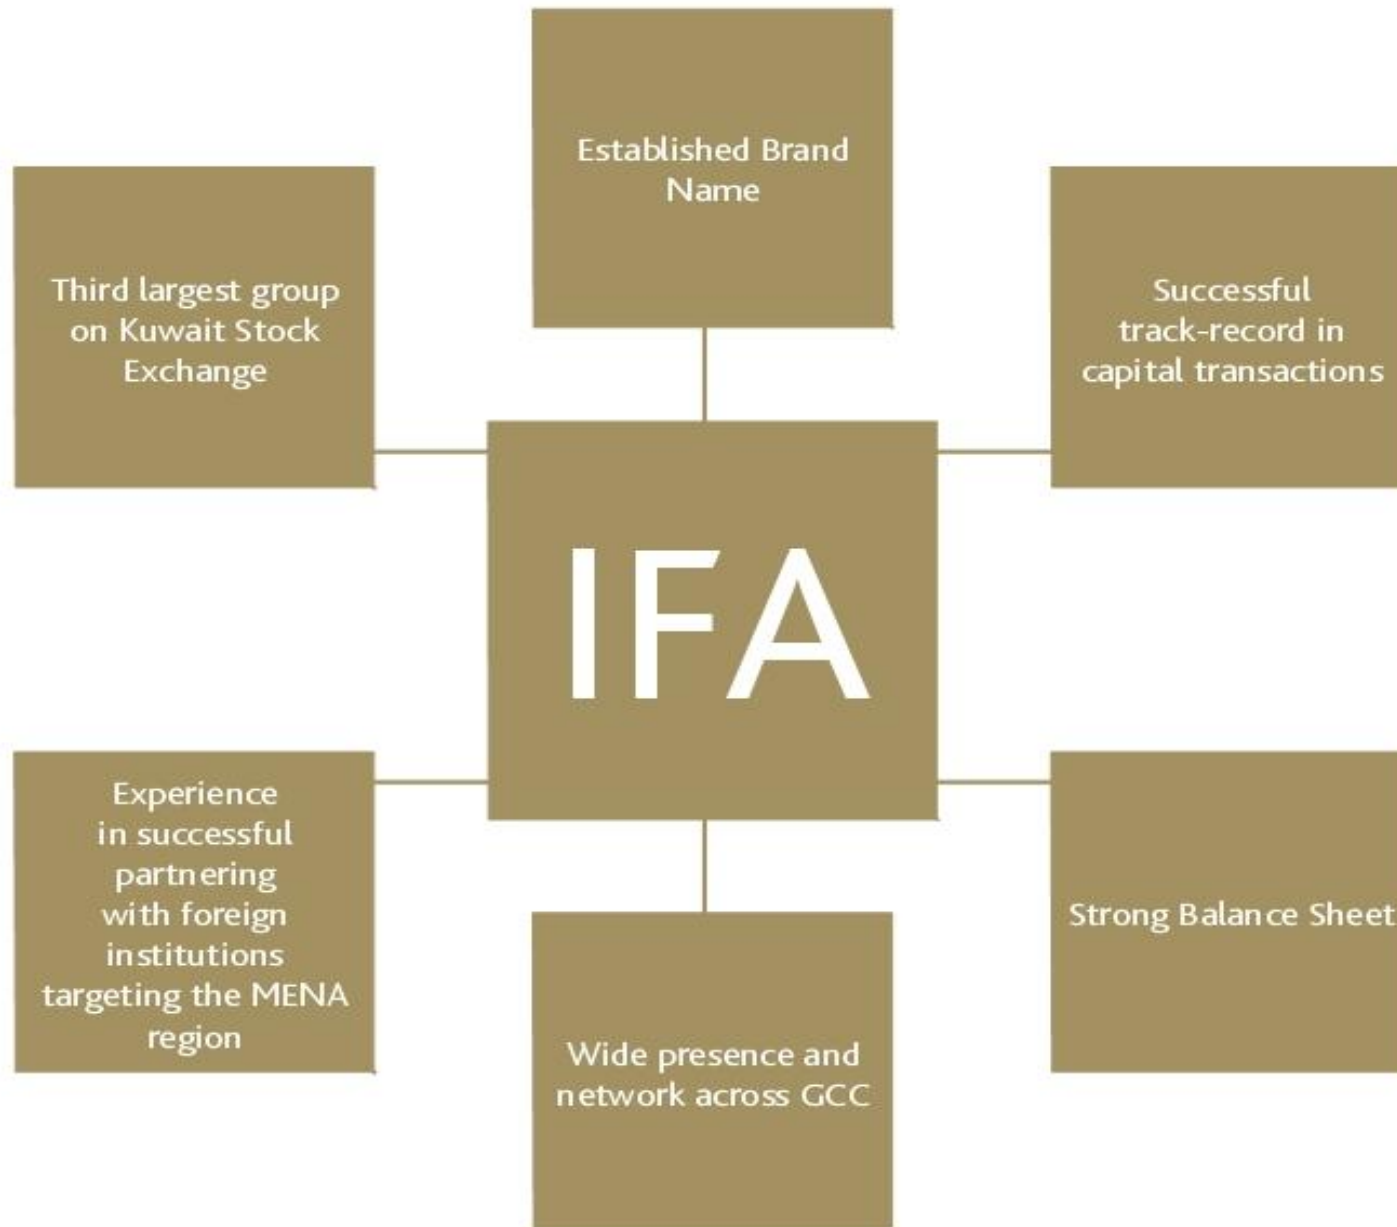 Established Brand
Name
Third largest group
on Kuwait Stock
Exchange
Successful
track-record in
capital transactions
IFA
Experience
in successful
partnering
with foreign
institutions
targeting the MENA
region
Strong Balance Sheet
Wide presence and
network across GCC